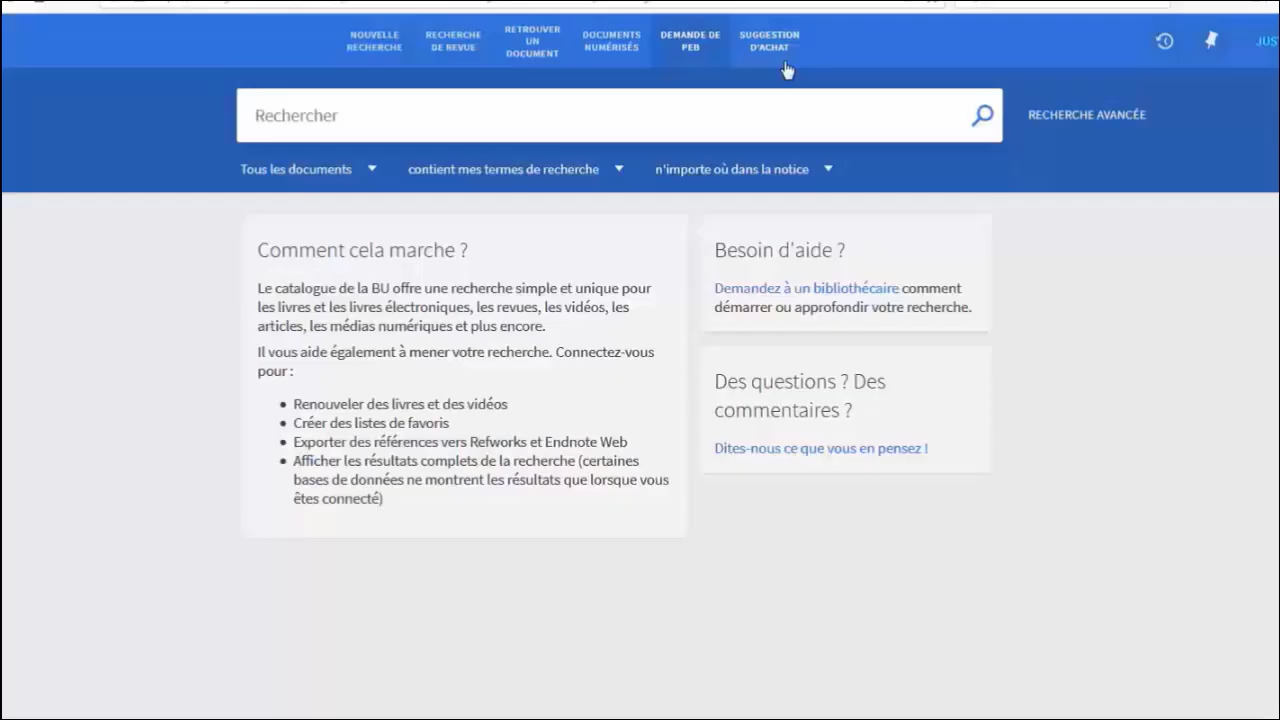 NOUVELLE
RECHERCHE
RECHERCHE
DE REVUE
RETROUVER
UN
DOCUMENT
DOCUMENTS
NUMÉRISÉS
DEMANDE DE
PEB
SUGGESTION
D'ACHAT
JUS
Rechercher
RECHERCHE AVANCÉE
Tous les documents
contient mes termes de recherche
n'importe où dans la notice
Comment cela marche ?
Le catalogue de la BU offre une recherche simple et unique pour
les livres et les livres électroniques, les revues, les vidéos, les
articles, les médias numériques et plus encore.
Il vous aide également à mener votre recherche. Connectez-vous
pour :
• Renouveler des livres et des vidéos
• Créer des listes de favoris
• Exporter des références vers Refworks et Endnote Web
• Afficher les résultats complets de la recherche (certaines
bases de données ne montrent les résultats que lorsque vous
êtes connecté)
Besoin d'aide ?
Demandez à un bibliothécaire comment
démarrer ou approfondir votre recherche.
Des questions ? Des
commentaires ?
Dites-nous ce que vous en pensez !